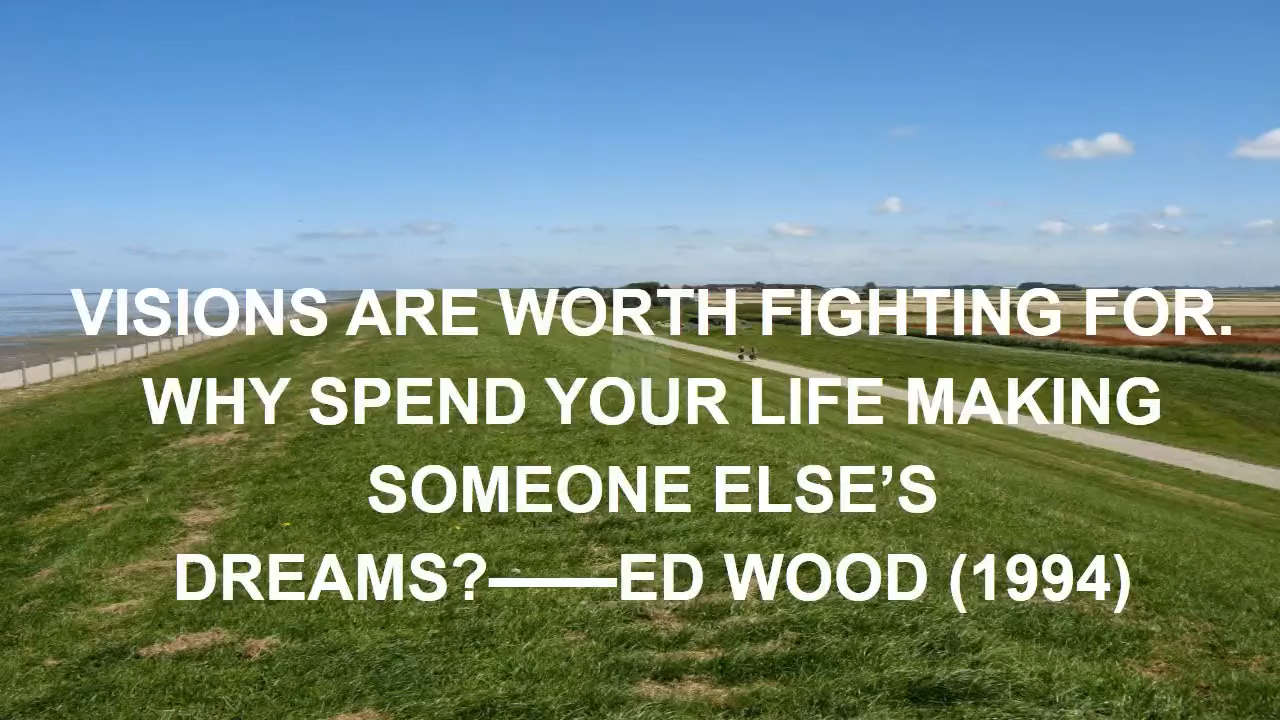 VISIONS ARE WORTH FIGHTING FOR.
WHY SPEND YOUR LIFE MAKING
SOMEONE ELSE’S
DREAMS?——ED WOOD (1994)